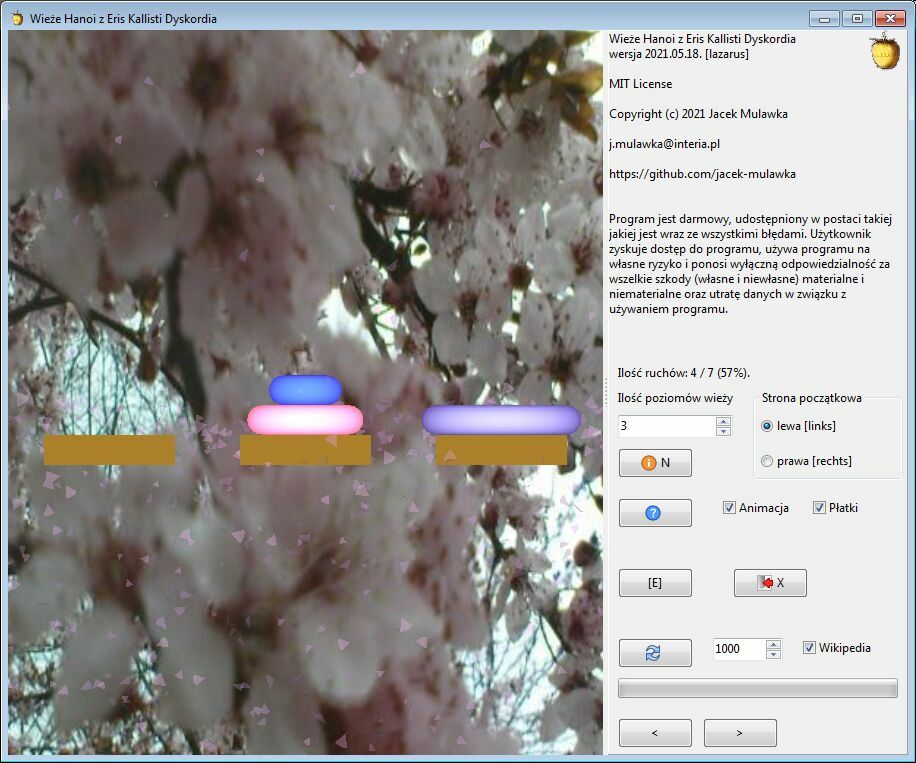 Wieże Hanoi z Eris Kallisti Dyskordia
Wieże Hanoi z Eris Kallisti Dyskordia
wersja 2021.05.18. [lazarus]
MIT License
Copyright (c) 2021 Jacek Mulawka
j.mulawka@interia.pl
https://github.com/jacek-mulawka
Program jest darmowy, udostępniony w postaci takiej
jakiej jest wraz ze wszystkimi błędami. Użytkownik
zyskuje dostęp do programu, używa programu na
własne ryzyko i ponosi wyłączną odpowiedzialność za
wszelkie szkody (własne i niewłasne) materialne i
niematerialne oraz utratę danych w związku z
używaniem programu.
Ilość ruchów: 4 / 7 (57%).
Ilość poziomów wieży
3
Strona początkowa
lewa [links]
prawa [rechts]
N
Animacja
Płatki
[E]
X
1000
Wikipedia
<
>